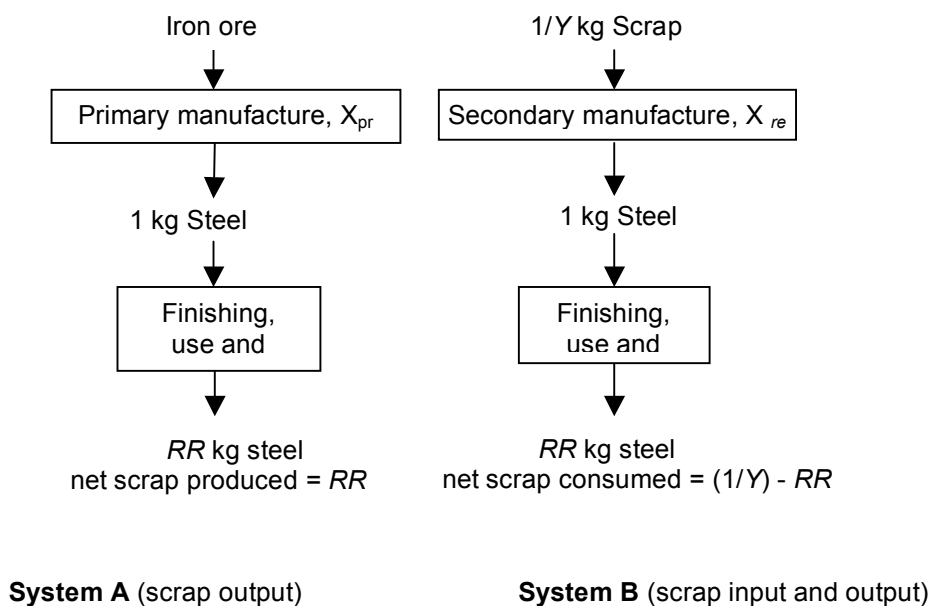 Iron ore
Primary manufacture, Xpr
1 kg Steel
Finishing,
use and
RR kg steel
net scrap produced = RR
System A (scrap output)
1/Y kg Scrap
Secondary manufacture, X re
1 kg Steel
Finishing,
use and
RR kg steel
net scrap consumed = (1/Y) - RR
System B (scrap input and output)